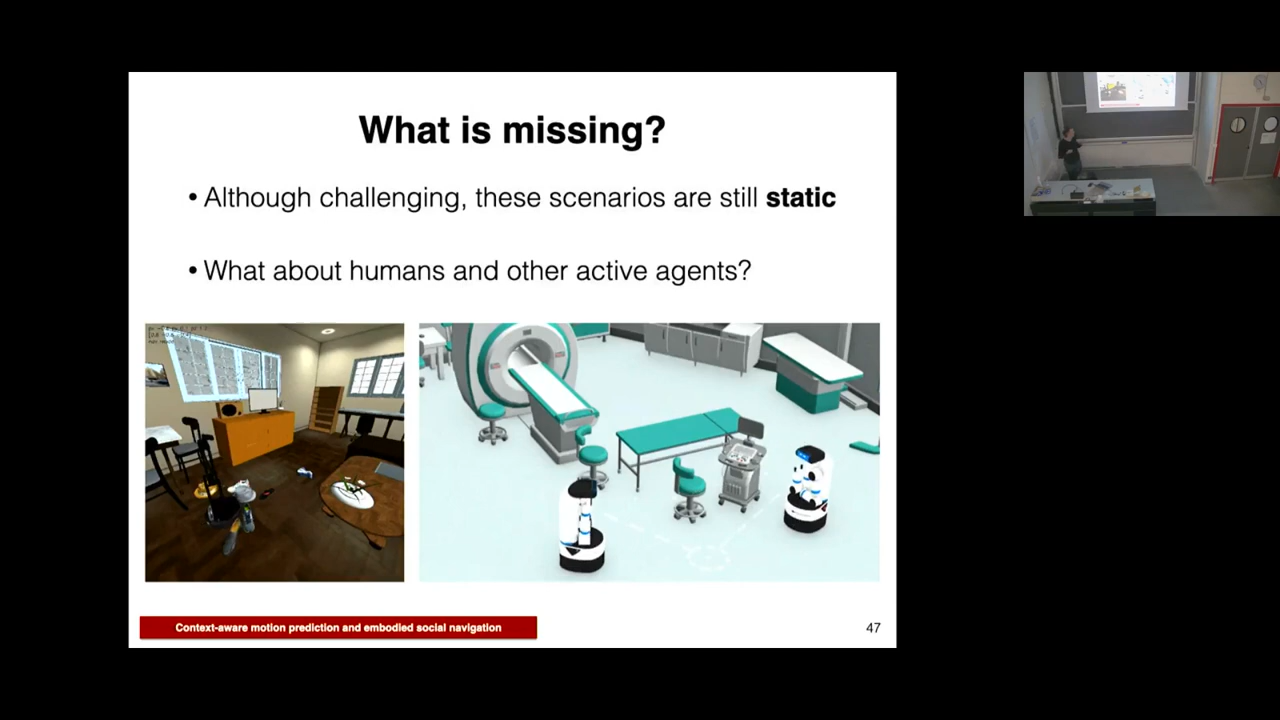 What is missing?
• Although challenging, these scenarios are still static
• What about humans and other active agents?
Context-aware motion prediction and embodied social navigation
47